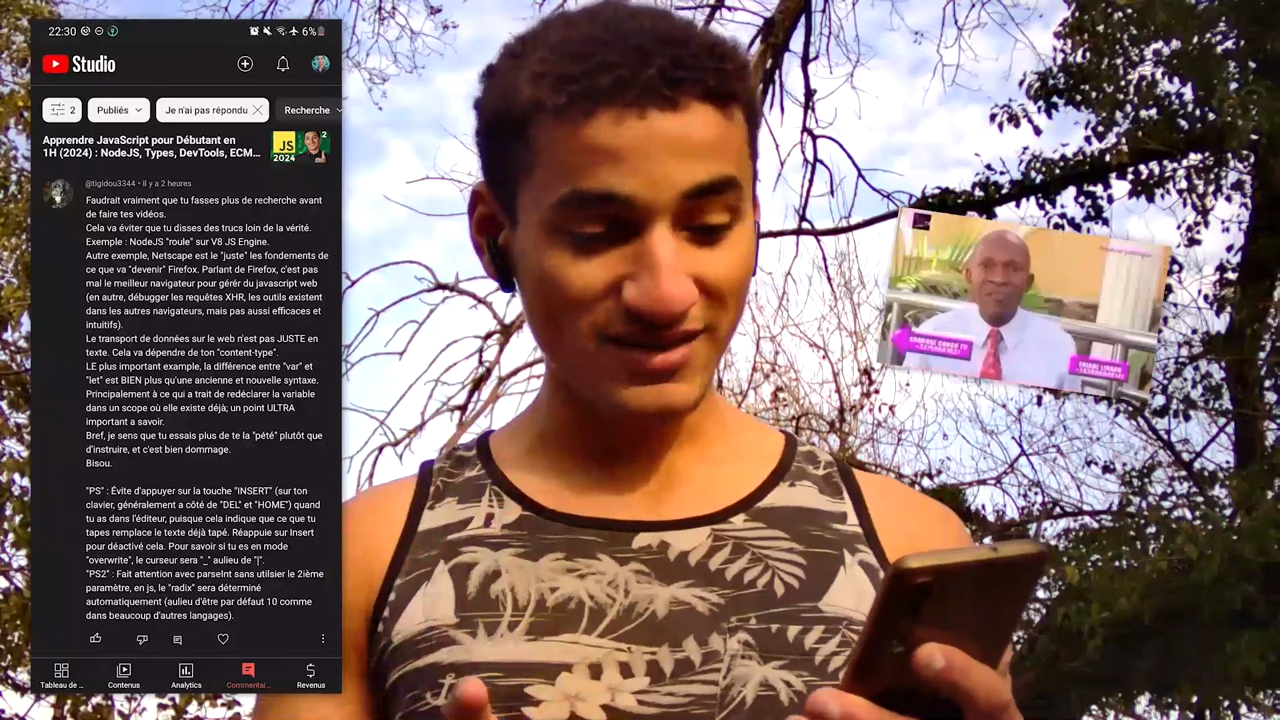 22:30 6%
Studio
2 Publiés Je n'ai pas répondu Recherche
Apprendre JavaScript pour Débutant en
1H (2024) : NodeJS, Types, DevTools, ECM...
JS
2024
2
@tigldou3344 • il y a 2 heures
Faudrait vraiment que tu fasses plus de recherche avant
de faire tes vidéos.
Cela va éviter que tu disses des trucs loin de la vérité.
Exemple : NodeJS "roule" sur V8 JS Engine.
Autre exemple, Netscape est le "juste" les fondements de
ce que va "devenir" Firefox. Parlant de Firefox, c'est pas
mal le meilleur navigateur pour gérér du javascript web
(en autre, débugger les requêtes XHR, les outils existent
dans les autres navigateurs, mais pas aussi efficaces et
intuitifs).
Le transport de données sur le web n'est pas JUSTE en
texte. Cela va dépendre de ton "content-type".
LE plus important example, la différence entre "var" et
"let" est BIEN plus qu'une ancienne et nouvelle syntaxe.
Principalement à ce qui a trait de redéclarer la variable
dans un scope où elle existe déjà; un point ULTRA
important a savoir.
Bref, je sens que tu essais plus de te la "pété" plutôt que
d'instruire, et c'est bien dommage.
Bisou.
"PS" : Évite d'appuyer sur la touche "INSERT" (sur ton
clavier, généralement a côté de "DEL" et "HOME") quand
tu as dans l'éditeur, puisque cela indique que ce que tu
tapes remplace le texte déjà tapé. Réappuie sur Insert
pour déactivé cela. Pour savoir si tu es en mode
"overwrite", le curseur sera "_" aulieu de "|".
"PS2" : Fait attention avec parseInt sans utilsier le 2ième
paramètre, en js, le "radix" sera déterminé
automatiquement (aulieu d'être par défaut 10 comme
dans beaucoup d'autres langages).
Tableau de ... Contenus Analytics Commentai... Revenus